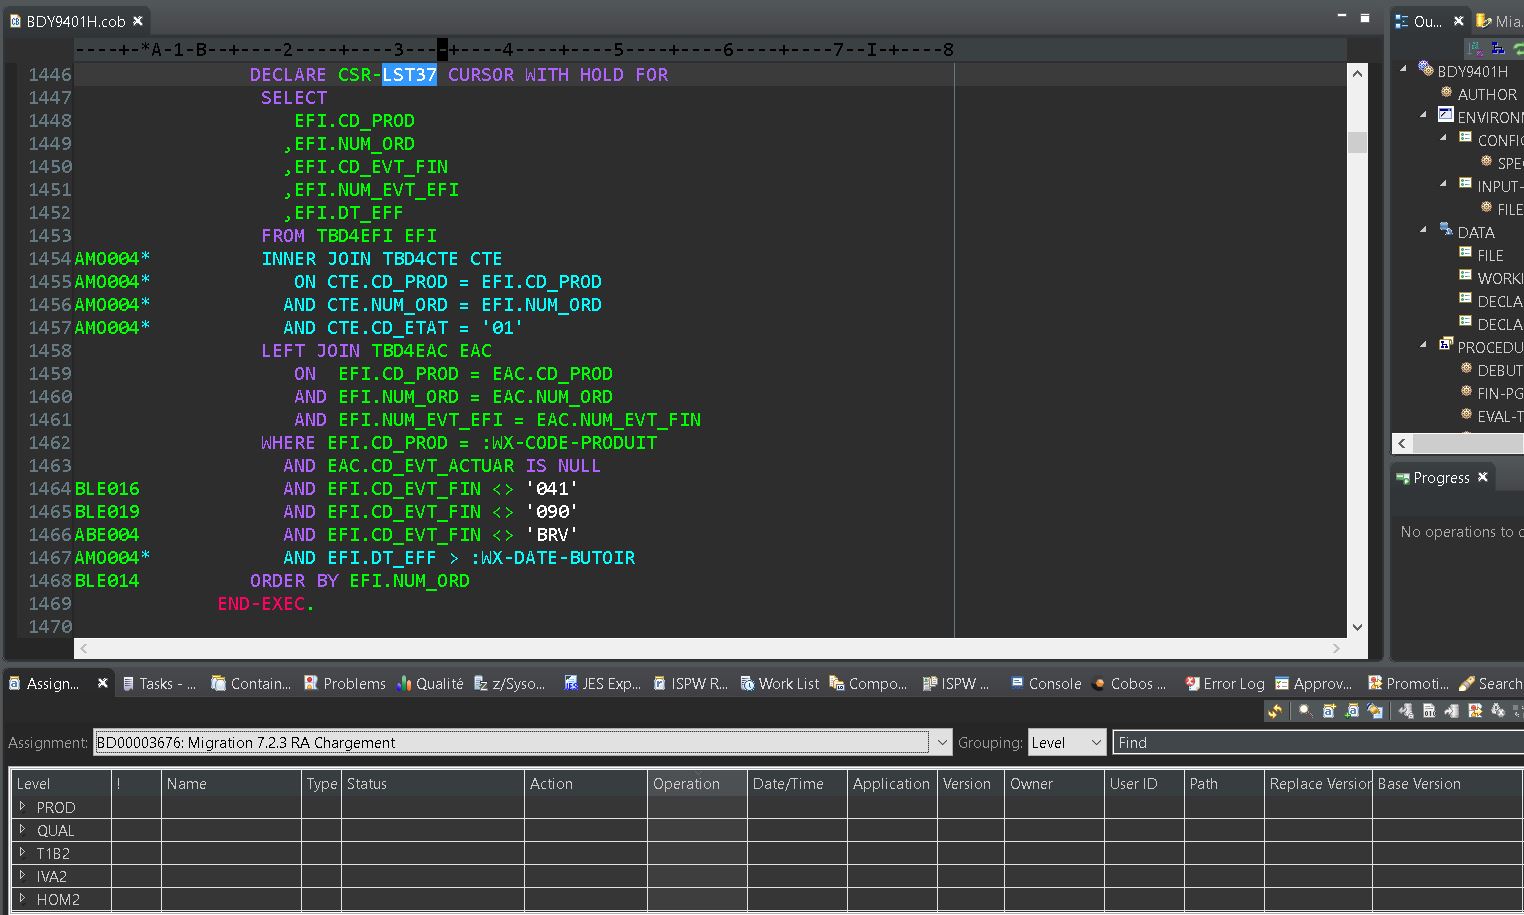 BDY9401H.cob
----+-*A-1-B--+----2----+----3----+----4----+----5----+----6----+----7--I-+----8
1446 DECLARE CSR-LST37 CURSOR WITH HOLD FOR
1447 SELECT
1448 EFI.CD_PROD
1449 ,EFI.NUM_ORD
1450 ,EFI.CD_EVT_FIN
1451 ,EFI.NUM_EVT_EFI
1452 ,EFI.DT_EFF
1453 FROM TBD4EFI EFI
1454 AMO004* INNER JOIN TBD4CTE CTE
1455 AMO004* ON CTE.CD_PROD = EFI.CD_PROD
1456 AMO004* AND CTE.NUM_ORD = EFI.NUM_ORD
1457 AMO004* AND CTE.CD_ETAT = '01'
1458 LEFT JOIN TBD4EAC EAC
1459 ON EFI.CD_PROD = EAC.CD_PROD
1460 AND EFI.NUM_ORD = EAC.NUM_ORD
1461 AND EFI.NUM_EVT_EFI = EAC.NUM_EVT_FIN
1462 WHERE EFI.CD_PROD = :WX-CODE-PRODUIT
1463 AND EAC.CD_EVT_ACTUAR IS NULL
1464 BLE016 AND EFI.CD_EVT_FIN <> '041'
1465 BLE019 AND EFI.CD_EVT_FIN <> '090'
1466 ABE004 AND EFI.CD_EVT_FIN <> 'BRV'
1467 AMO004* AND EFI.DT_EFF > :WX-DATE-BUTOIR
1468 BLE014 ORDER BY EFI.NUM_ORD
1469 END-EXEC.
1470
Ou... Mia.
BDY9401H
AUTHOR
ENVIRON
CONFI
SPE
INPUT-
FILE
DATA
FILE
WORKI
DECLA
DECLA
PROCEDU
DEBUT
FIN-PG
EVAL-T
Progress
No operations to
Assign... Tasks - ... Contain... Problems Qualité z/Syso... JES Exp... ISPW R... Work List Compo... ISPW ... Console Cobos ... Error Log Approv... Promoti... Search
Assignment: BD00003676: Migration 7.2.3 RA Chargement Grouping: Level Find
Level ! Name Type Status Action Operation Date/Time Application Version Owner User ID Path Replace Version Base Version
PROD
QUAL
T1B2
IVA2
HOM2